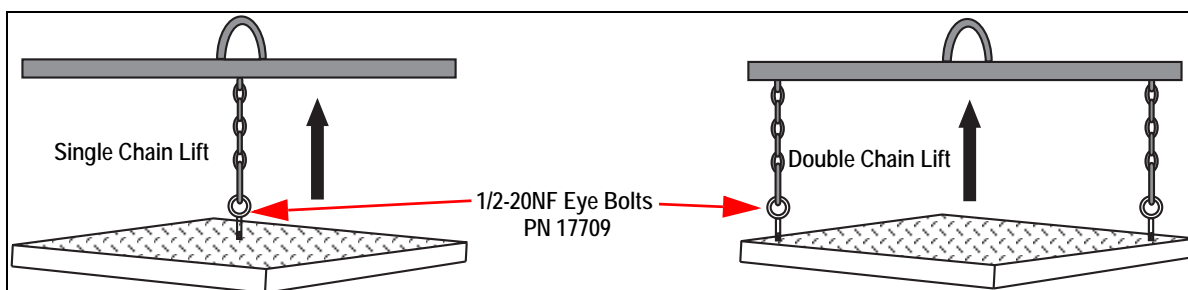 Single Chain Lift
1/2-20NF Eye Bolts
PN 17709
Double Chain Lift